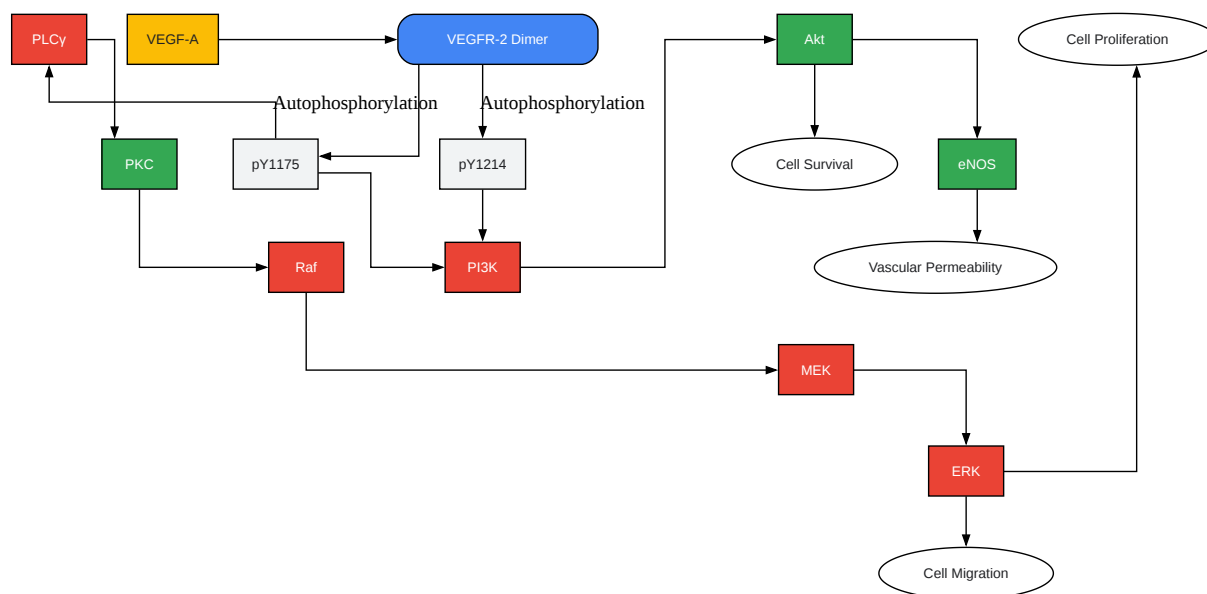 PLCγ
VEGF-A
VEGFR-2 Dimer
Akt
Cell Proliferation
Autophosphorylation
Autophosphorylation
PKC
pY1175
pY1214
Cell Survival
eNOS
Raf
PI3K
Vascular Permeability
MEK
ERK
Cell Migration